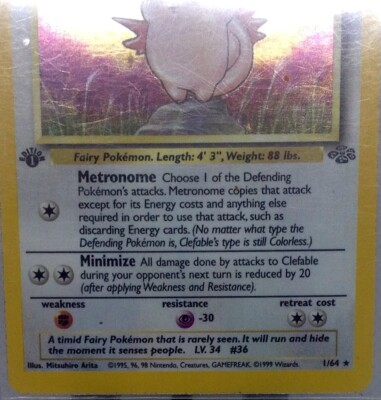 Fairy Pokémon. Length: 4' 3", Weight: 88 lbs.
EDITION
1
Metronome Choose 1 of the Defending
Pokémon's attacks. Metronome copies that attack
except for its Energy costs and anything else
required in order to use that attack, such as
discarding Energy cards. (No matter what type the
Defending Pokémon is, Clefable's type is still Colorless.)
Minimize All damage done by attacks to Clefable
during your opponent's next turn is reduced by 20
(after applying Weakness and Resistance).
weakness resistance retreat cost
-30
A timid Fairy Pokémon that is rarely seen. It will run and hide
the moment it senses people. LV. 34 #36
Illus. Mitsuhiro Arita ©1995, 96, 98 Nintendo, Creatures, GAMEFREAK. ©1999 Wizards. 1/64 ★